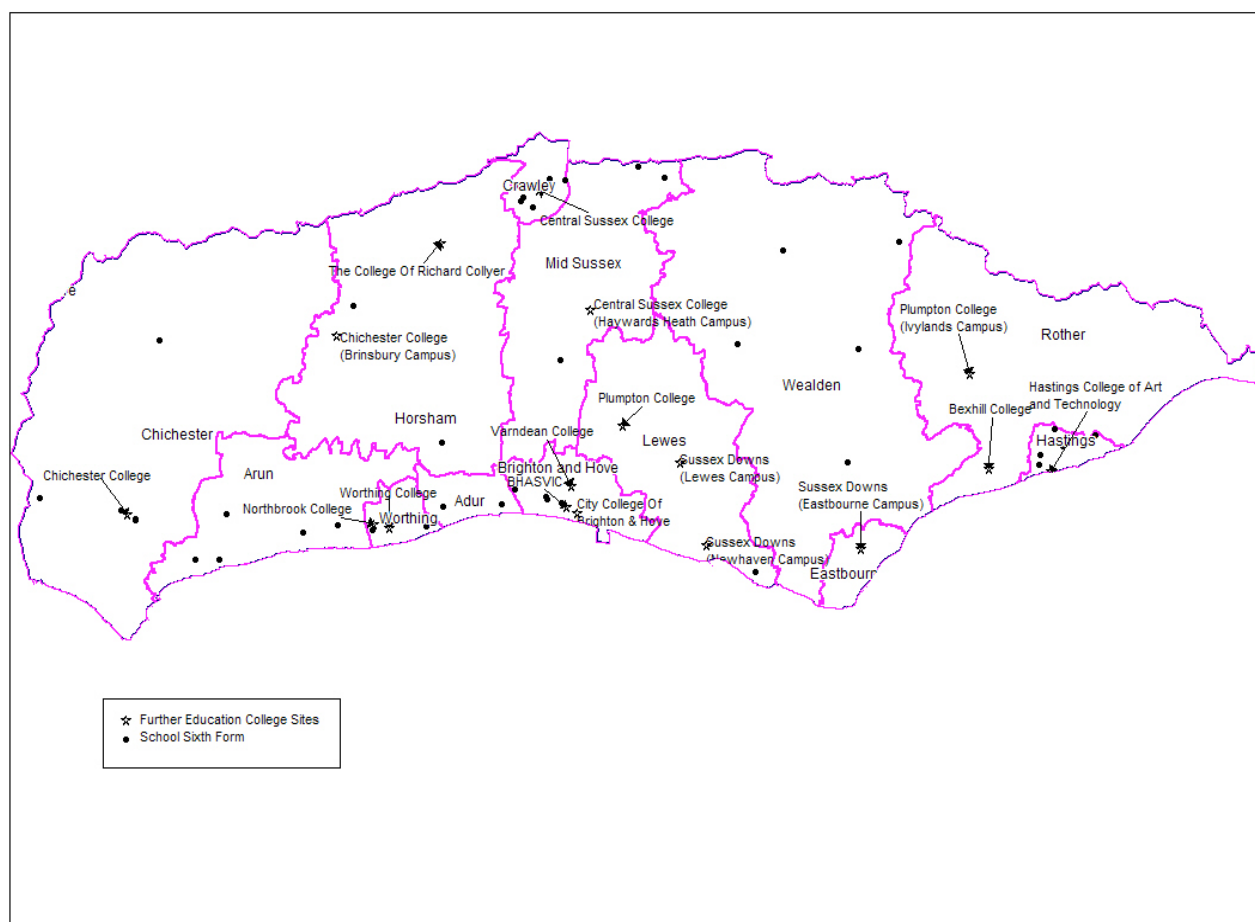 Crawley
Central Sussex College
Mid Sussex
The College Of Richard Collyer
Central Sussex College
(Haywards Heath Campus)
Plumpton College
(Ivylands Campus)
Rother
Chichester College
(Brinsbury Campus)
Wealden
Hastings College of Art
and Technology
Plumpton College
Bexhill College
Horsham
Chichester
Varndean College
Lewes
Hastings
Sussex Downs
(Lewes Campus)
Arun
Brighton and Hove
BHASVIC
Chichester College
Worthing College
Adur
Sussex Downs
(Eastbourne Campus)
Northbrook College
Worthing
City College Of
Brighton & Hove
Sussex Downs
(Newhaven Campus)
Eastbourn
Further Education College Sites
School Sixth Form